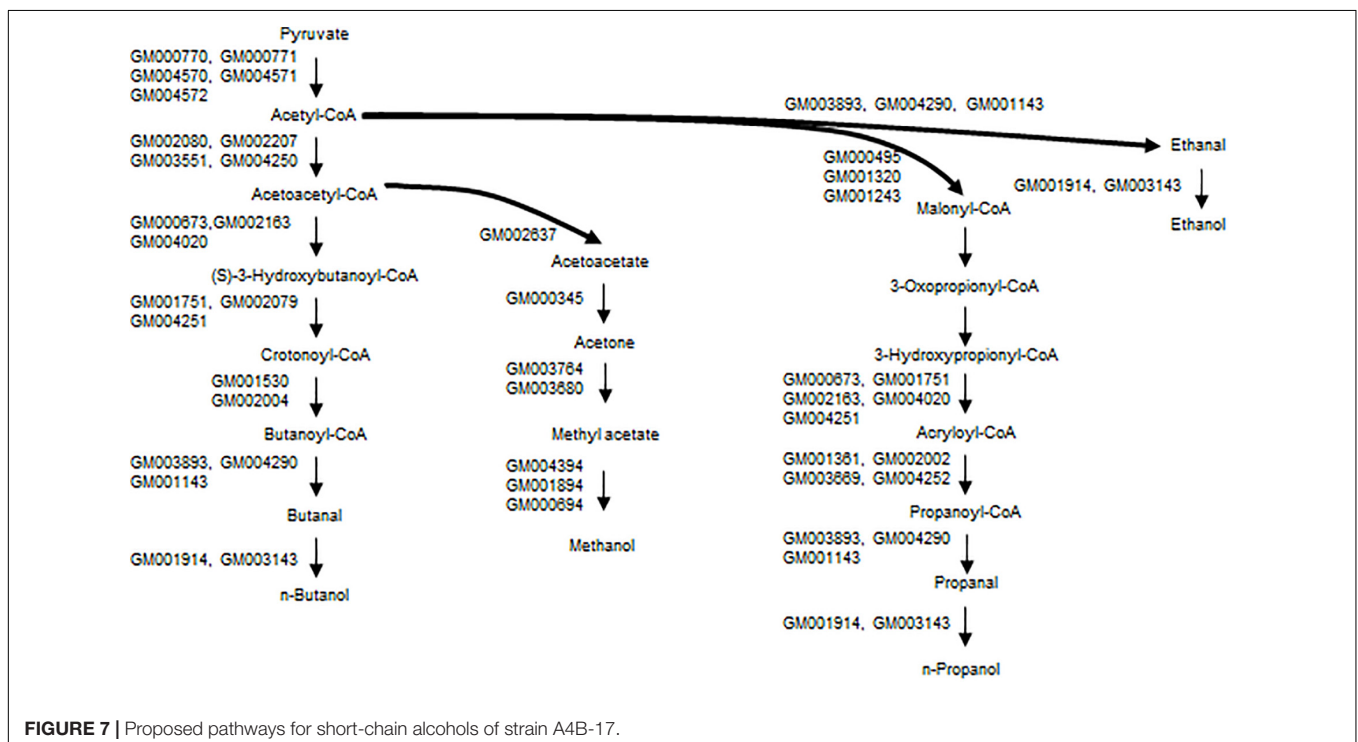 Pyruvate
GM000770, GM000771
GM004570, GM004571
GM004572
Acetyl-CoA
GM002080, GM002207
GM003551, GM004250
Acetoacetyl-CoA
GM000673,GM002163
GM004020
(S)-3-Hydroxybutanoyl-CoA
GM001751, GM002079
GM004251
Crotonoyl-CoA
GM001530
GM002004
Butanoyl-CoA
GM003893, GM004290
GM001143
Butanal
GM001914, GM003143
n-Butanol
GM002637
Acetoacetate
GM000345
Acetone
GM003764
GM003680
Methyl acetate
GM004394
GM001894
GM000694
Methanol
GM003893, GM004290, GM001143
Ethanal
GM001914, GM003143
Ethanol
GM000495
GM001320
GM001243
Malonyl-CoA
3-Oxopropionyl-CoA
3-Hydroxypropionyl-CoA
GM000673, GM001751
GM002163, GM004020
GM004251
Acryloyl-CoA
GM001361, GM002002
GM003669, GM004252
Propanoyl-CoA
GM003893, GM004290
GM001143
Propanal
GM001914, GM003143
n-Propanol
FIGURE 7 | Proposed pathways for short-chain alcohols of strain A4B-17.